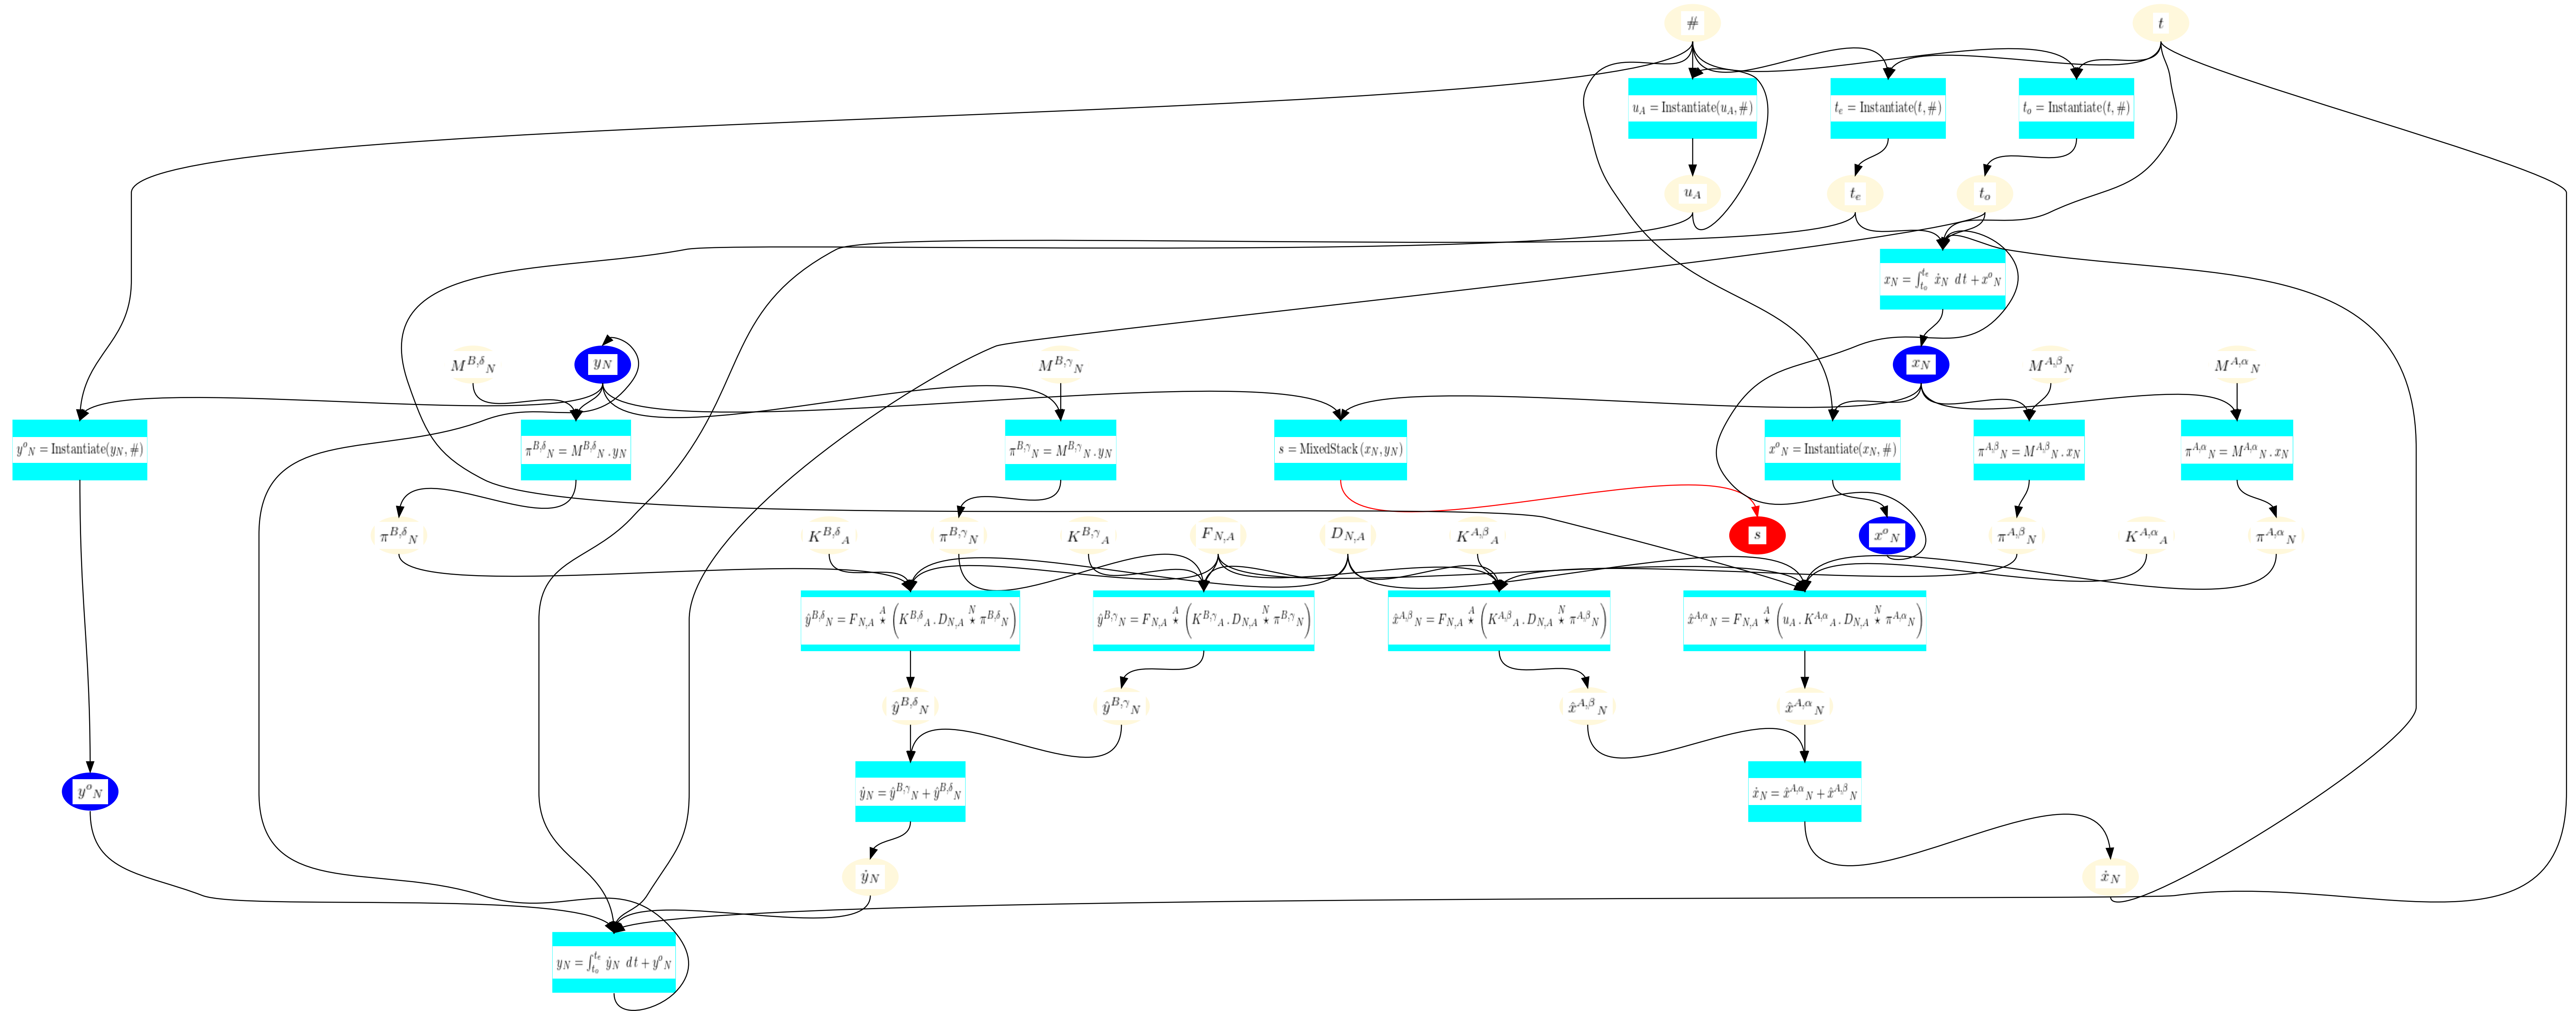 #
t
u_A = Instantiate(u_A, #)
t_e = Instantiate(t, #)
t_o = Instantiate(t, #)
u_A
t_e
t_o
x_N = ∫_{t_o}^{t_e} ẋ_N d t + x^o_N
M^{B,δ}_N
y_N
M^{B,γ}_N
x_N
M^{A,β}_N
M^{A,α}_N
y^o_N = Instantiate(y_N, #)
π^{B,δ}_N = M^{B,δ}_N . y_N
π^{B,γ}_N = M^{B,γ}_N . y_N
s = MixedStack (x_N, y_N)
x^o_N = Instantiate(x_N, #)
π^{A,β}_N = M^{A,β}_N . x_N
π^{A,α}_N = M^{A,α}_N . x_N
π^{B,δ}_N
K^{B,δ}_A
π^{B,γ}_N
K^{B,γ}_A
F_{N,A}
D_{N,A}
K^{A,β}_A
s
x^o_N
π^{A,β}_N
K^{A,α}_A
π^{A,α}_N
ŷ^{B,δ}_N = F_{N,A} ⋆^A (K^{B,δ}_A . D_{N,A} ⋆^N π^{B,δ}_N)
ŷ^{B,γ}_N = F_{N,A} ⋆^A (K^{B,γ}_A . D_{N,A} ⋆^N π^{B,γ}_N)
x̂^{A,β}_N = F_{N,A} ⋆^A (K^{A,β}_A . D_{N,A} ⋆^N π^{A,β}_N)
x̂^{A,α}_N = F_{N,A} ⋆^A (u_A . K^{A,α}_A . D_{N,A} ⋆^N π^{A,α}_N)
ŷ^{B,δ}_N
ŷ^{B,γ}_N
x̂^{A,β}_N
x̂^{A,α}_N
y^o_N
ẏ_N = ŷ^{B,γ}_N + ŷ^{B,δ}_N
ẋ_N = x̂^{A,α}_N + x̂^{A,β}_N
ẏ_N
ẋ_N
y_N = ∫_{t_o}^{t_e} ẏ_N d t + y^o_N